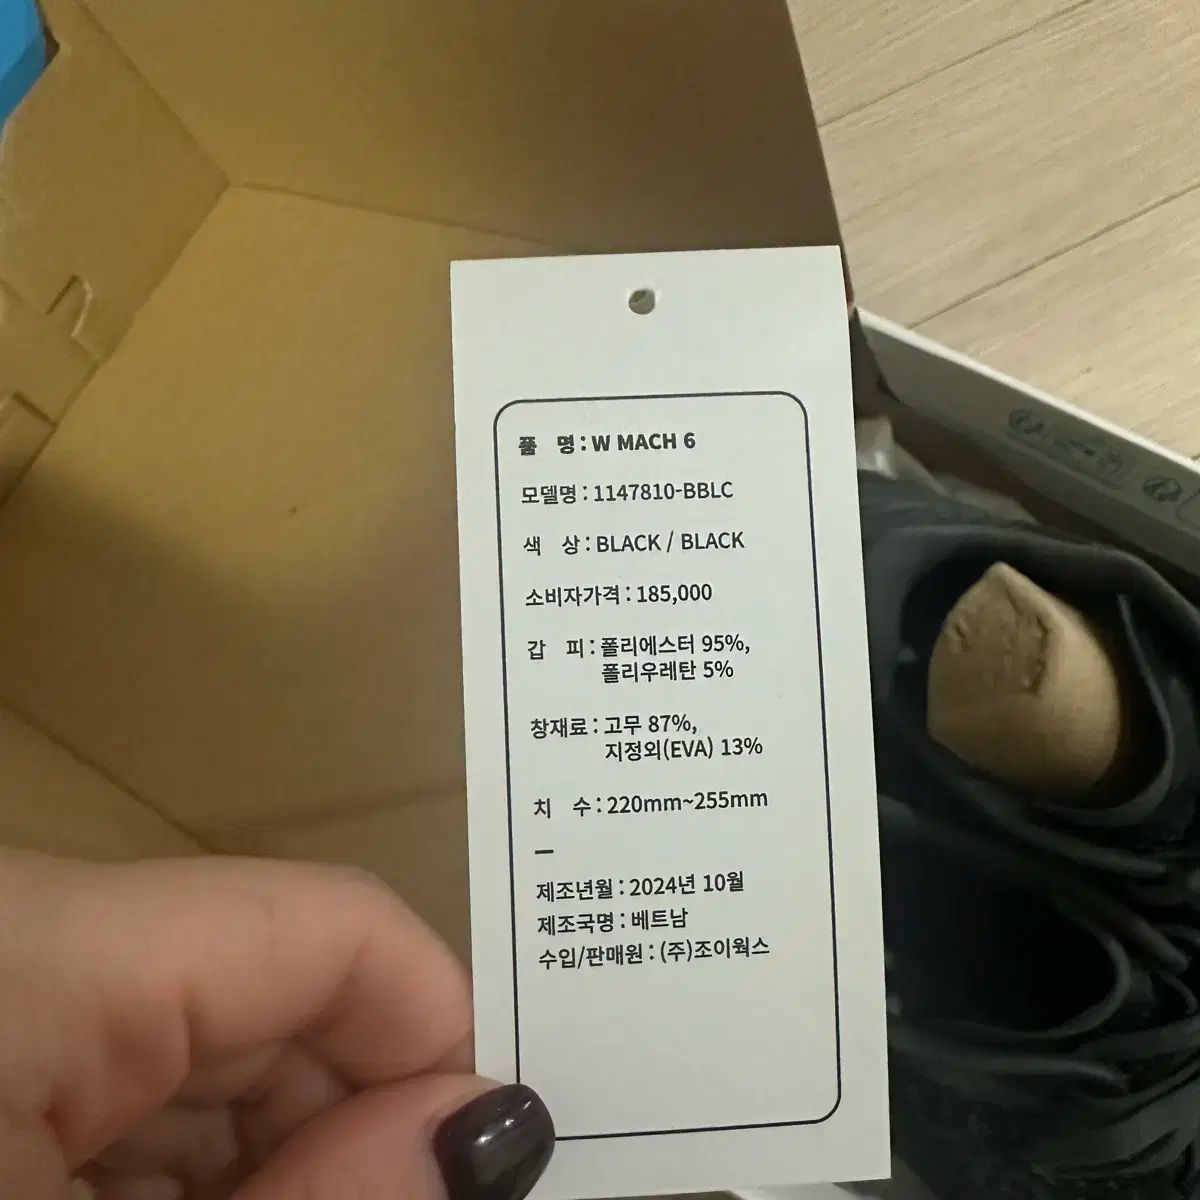 품 명 : W MACH 6
모델명 : 1147810-BBLC
색 상 : BLACK / BLACK
소비자가격 : 185,000
갑 피 : 폴리에스터 95%,
폴리우레탄 5%
창재료 : 고무 87%,
지정외(EVA) 13%
치 수 : 220mm~255mm
제조년월 : 2024년 10월
제조국명 : 베트남
수입/판매원 : (주)조이웍스